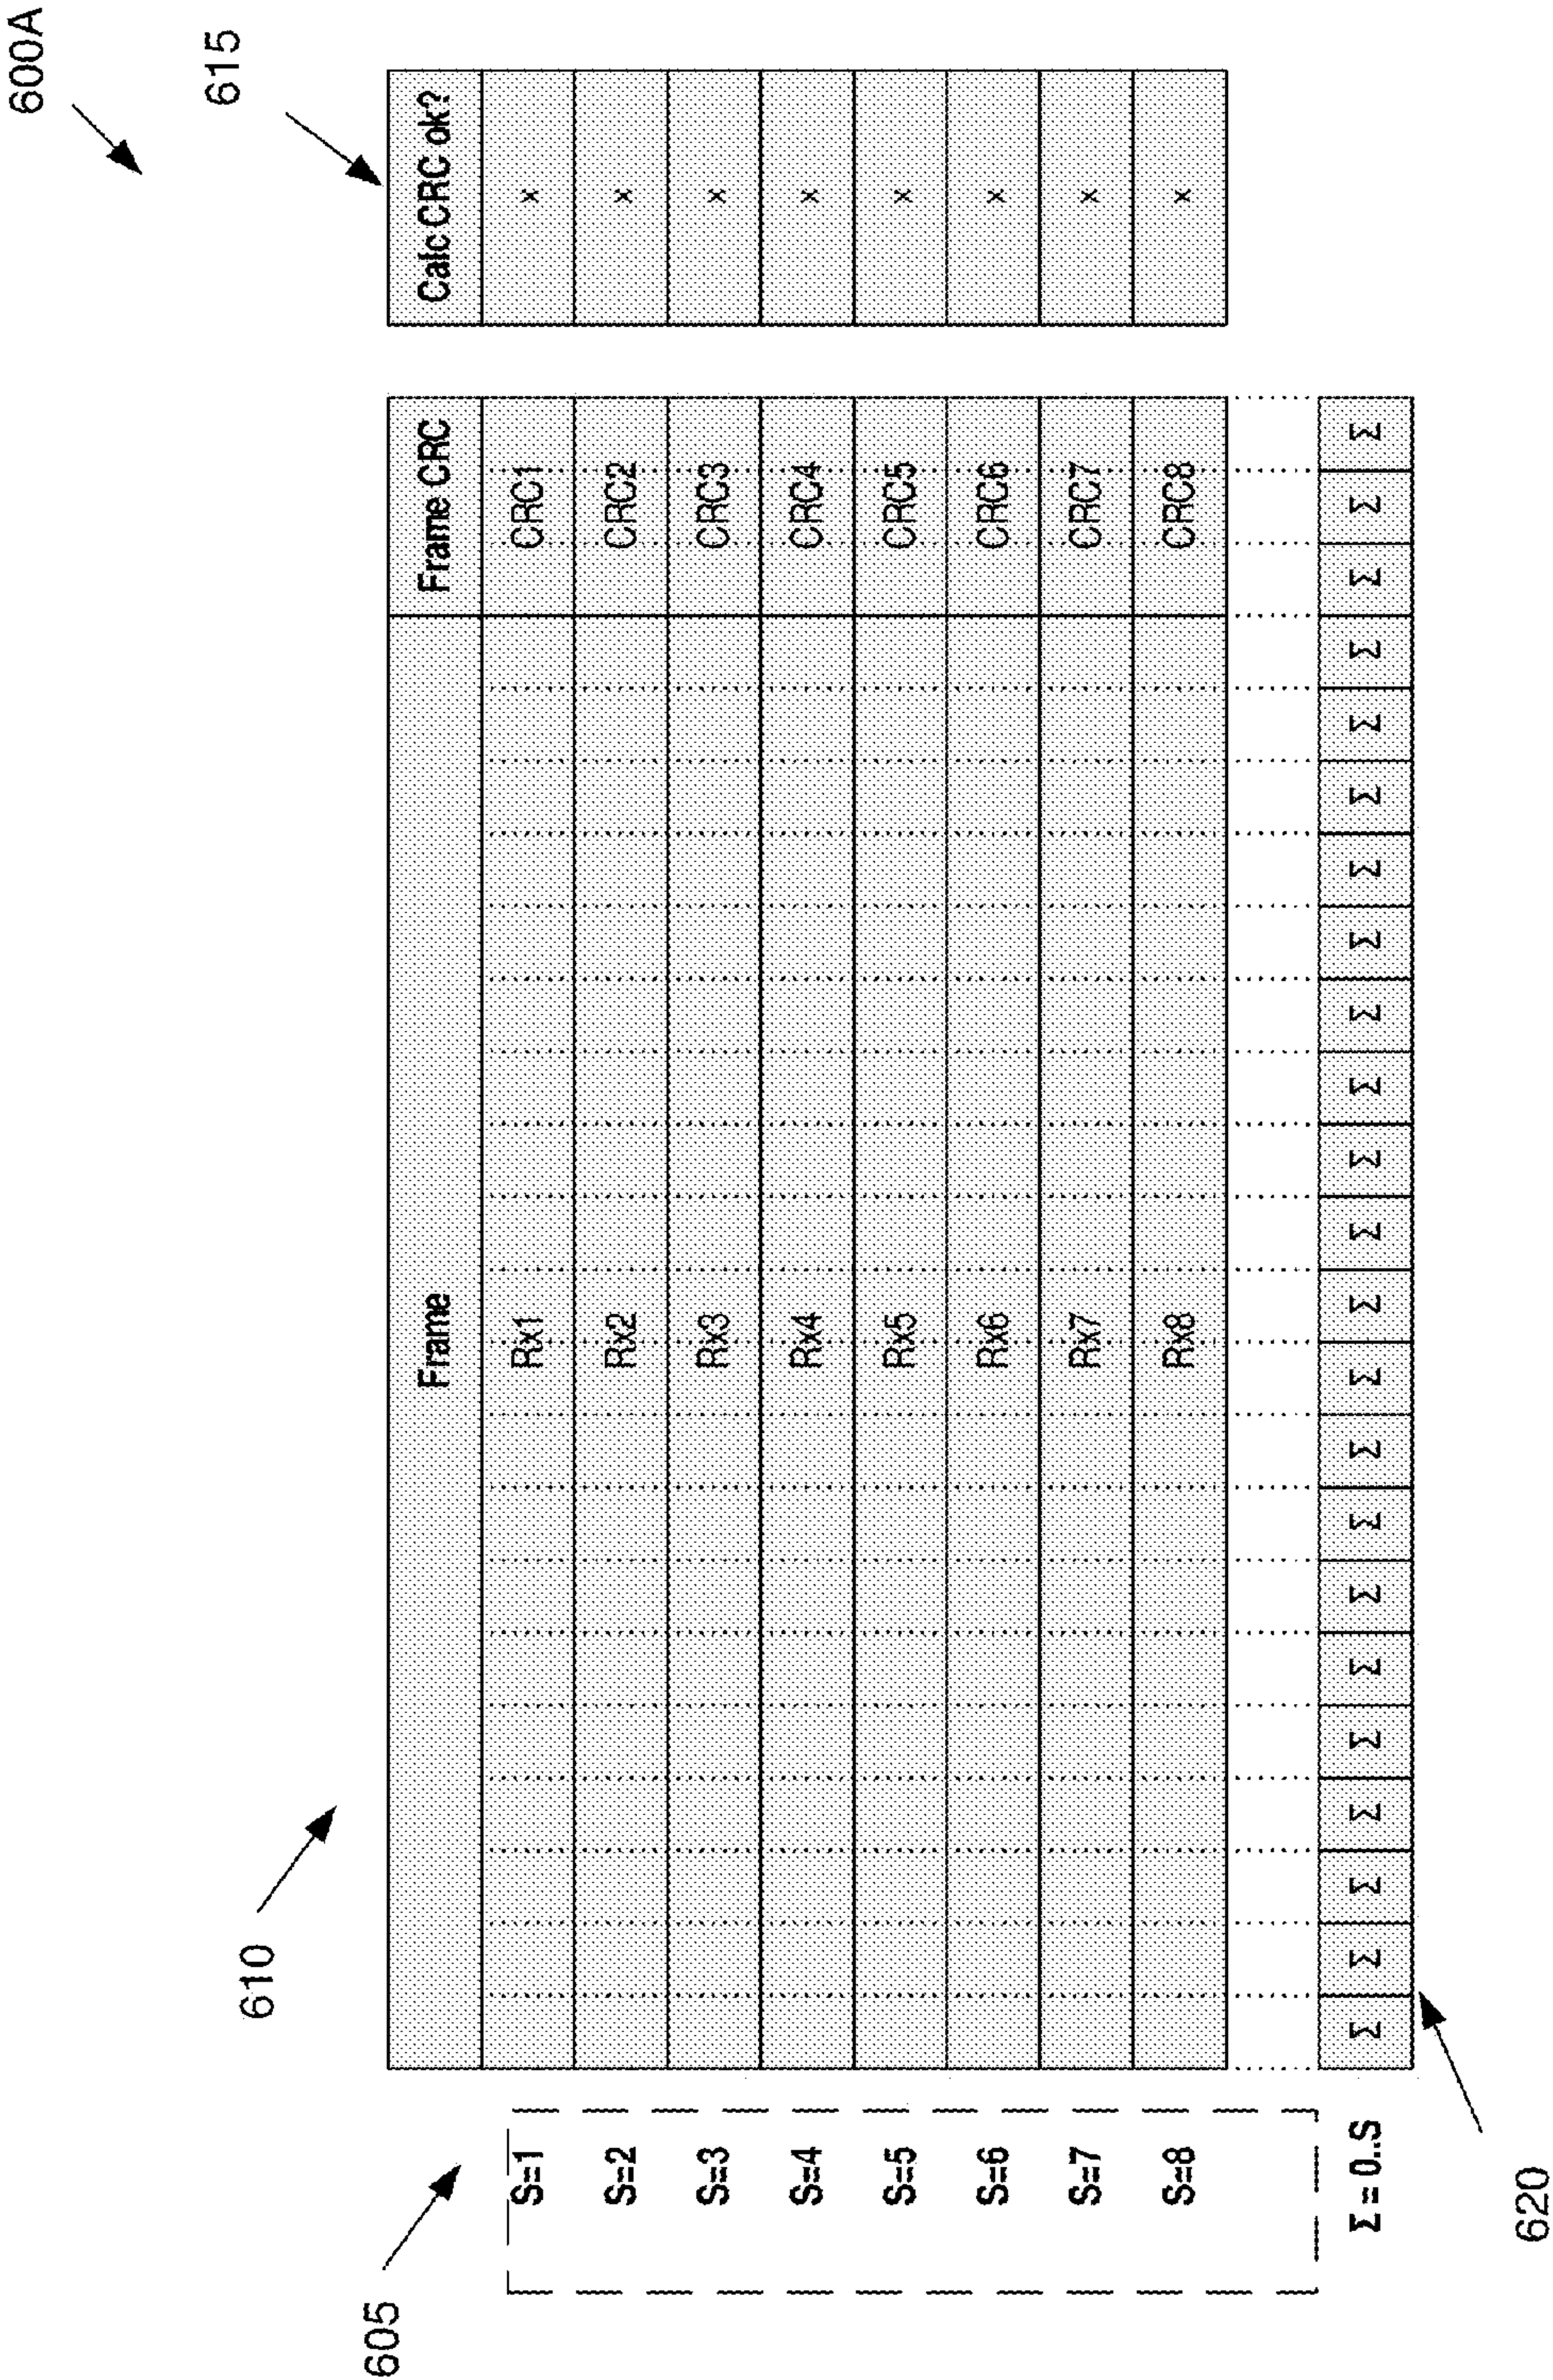 600A
615
610
605
Frame Frame CRC Calc CRC ok?
S=1 Rx1 CRC1 x
S=2 Rx2 CRC2 x
S=3 Rx3 CRC3 x
S=4 Rx4 CRC4 x
S=5 Rx5 CRC5 x
S=6 Rx6 CRC6 x
S=7 Rx7 CRC7 x
S=8 Rx8 CRC8 x
Σ = 0..S Σ Σ Σ Σ Σ Σ Σ Σ Σ Σ Σ Σ Σ Σ Σ Σ Σ Σ Σ Σ Σ Σ Σ
620